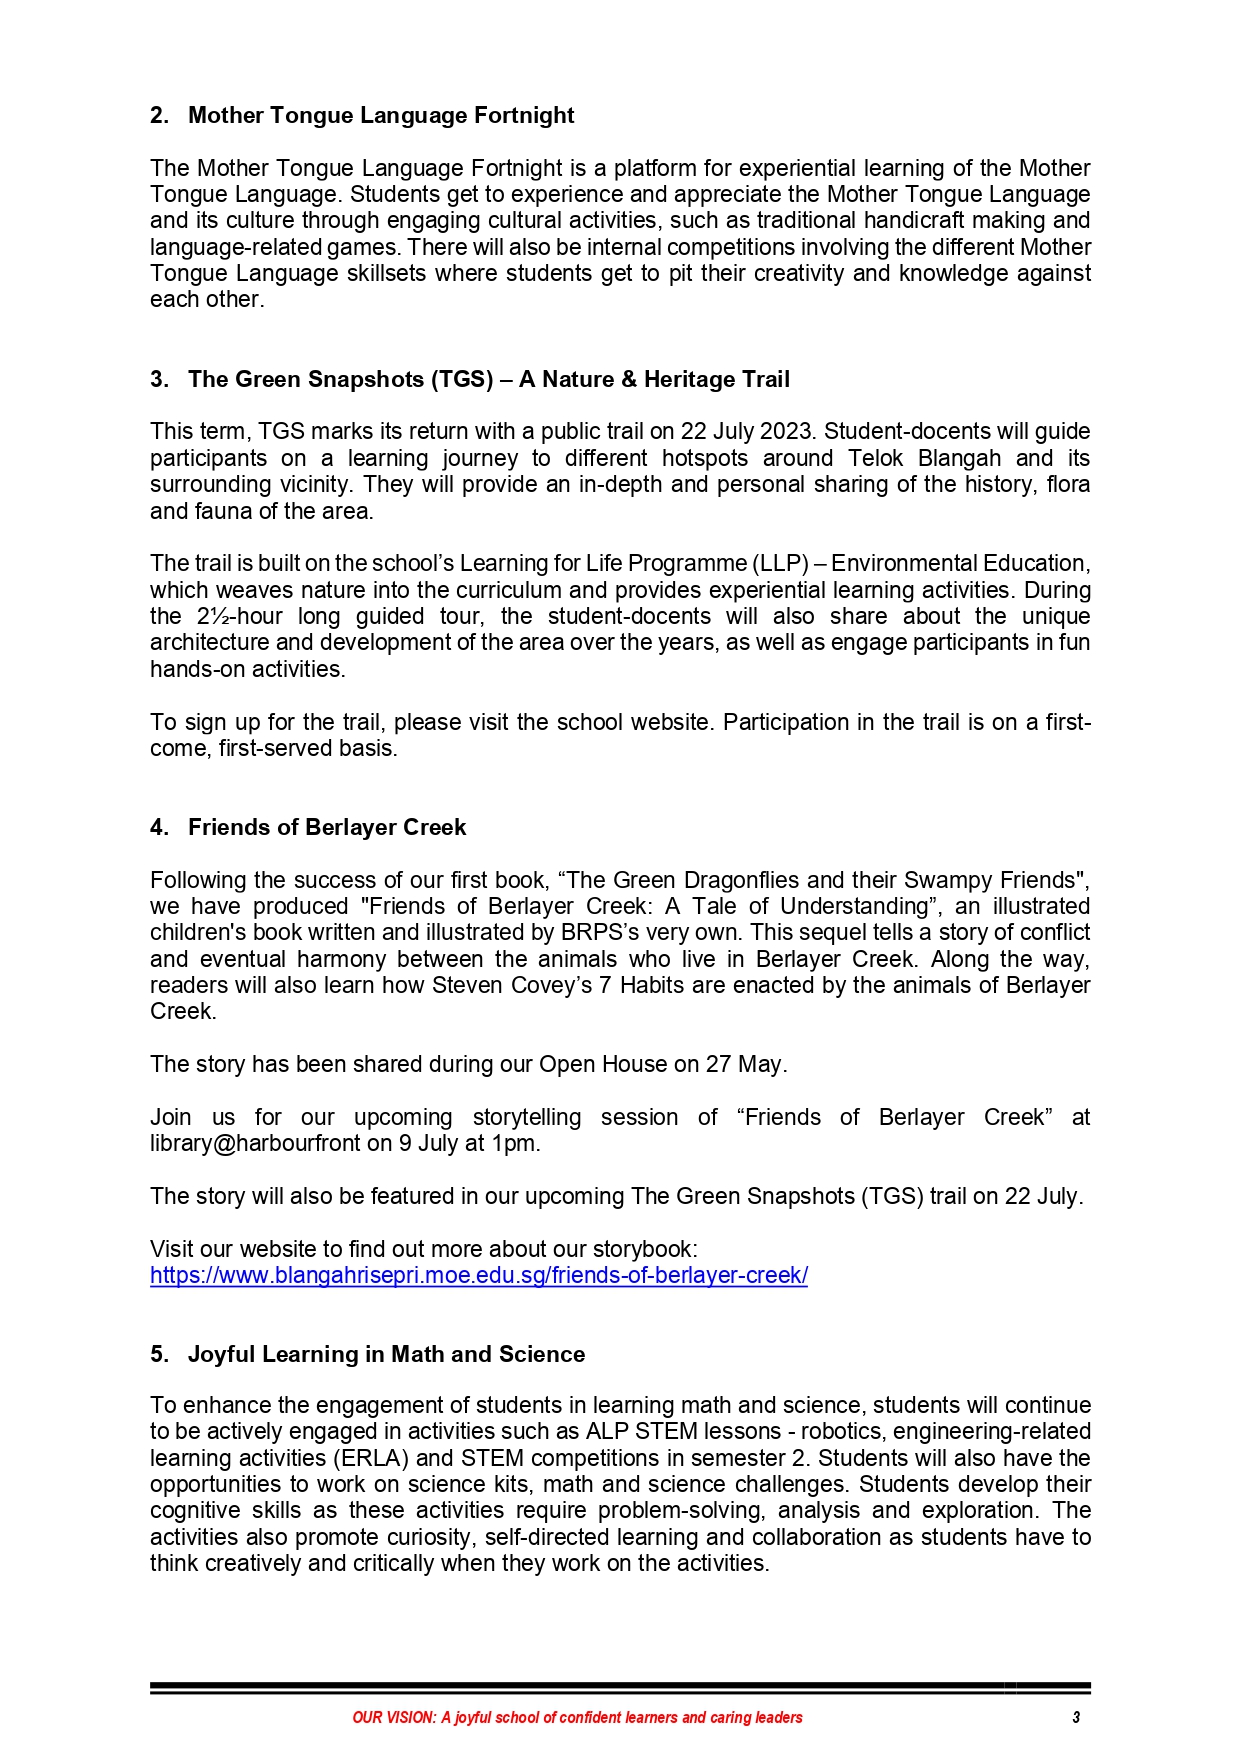 2. Mother Tongue Language Fortnight
The Mother Tongue Language Fortnight is a platform for experiential learning of the Mother
Tongue Language. Students get to experience and appreciate the Mother Tongue Language
and its culture through engaging cultural activities, such as traditional handicraft making and
language-related games. There will also be internal competitions involving the different Mother
Tongue Language skillsets where students get to pit their creativity and knowledge against
each other.
3. The Green Snapshots (TGS) – A Nature & Heritage Trail
This term, TGS marks its return with a public trail on 22 July 2023. Student-docents will guide
participants on a learning journey to different hotspots around Telok Blangah and its
surrounding vicinity. They will provide an in-depth and personal sharing of the history, flora
and fauna of the area.
The trail is built on the school’s Learning for Life Programme (LLP) – Environmental Education,
which weaves nature into the curriculum and provides experiential learning activities. During
the 2½-hour long guided tour, the student-docents will also share about the unique
architecture and development of the area over the years, as well as engage participants in fun
hands-on activities.
To sign up for the trail, please visit the school website. Participation in the trail is on a first-
come, first-served basis.
4. Friends of Berlayer Creek
Following the success of our first book, “The Green Dragonflies and their Swampy Friends",
we have produced "Friends of Berlayer Creek: A Tale of Understanding”, an illustrated
children's book written and illustrated by BRPS’s very own. This sequel tells a story of conflict
and eventual harmony between the animals who live in Berlayer Creek. Along the way,
readers will also learn how Steven Covey’s 7 Habits are enacted by the animals of Berlayer
Creek.
The story has been shared during our Open House on 27 May.
Join us for our upcoming storytelling session of “Friends of Berlayer Creek” at
library@harbourfront on 9 July at 1pm.
The story will also be featured in our upcoming The Green Snapshots (TGS) trail on 22 July.
Visit our website to find out more about our storybook:
https://www.blangahrisepri.moe.edu.sg/friends-of-berlayer-creek/
5. Joyful Learning in Math and Science
To enhance the engagement of students in learning math and science, students will continue
to be actively engaged in activities such as ALP STEM lessons - robotics, engineering-related
learning activities (ERLA) and STEM competitions in semester 2. Students will also have the
opportunities to work on science kits, math and science challenges. Students develop their
cognitive skills as these activities require problem-solving, analysis and exploration. The
activities also promote curiosity, self-directed learning and collaboration as students have to
think creatively and critically when they work on the activities.
OUR VISION: A joyful school of confident learners and caring leaders 3